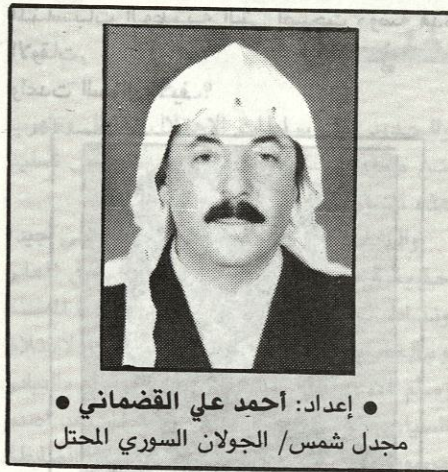 • إعداد: أحمد علي القضماني •
مجدل شمس/ الجولان السوري المحتل